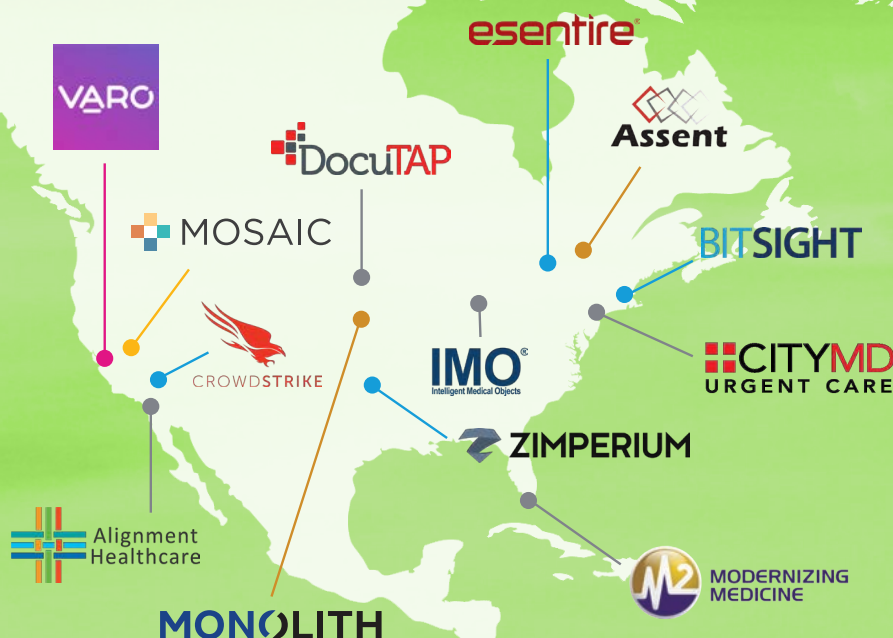 esentire®
VARO
Assent
DocuTAP
MOSAIC
BITSIGHT
CROWDSTRIKE
IMO®
Intelligent Medical Objects
CITYMD
URGENT CARE
ZIMPERIUM
Alignment
Healthcare
M2
MODERNIZING
MEDICINE
MONOLITH